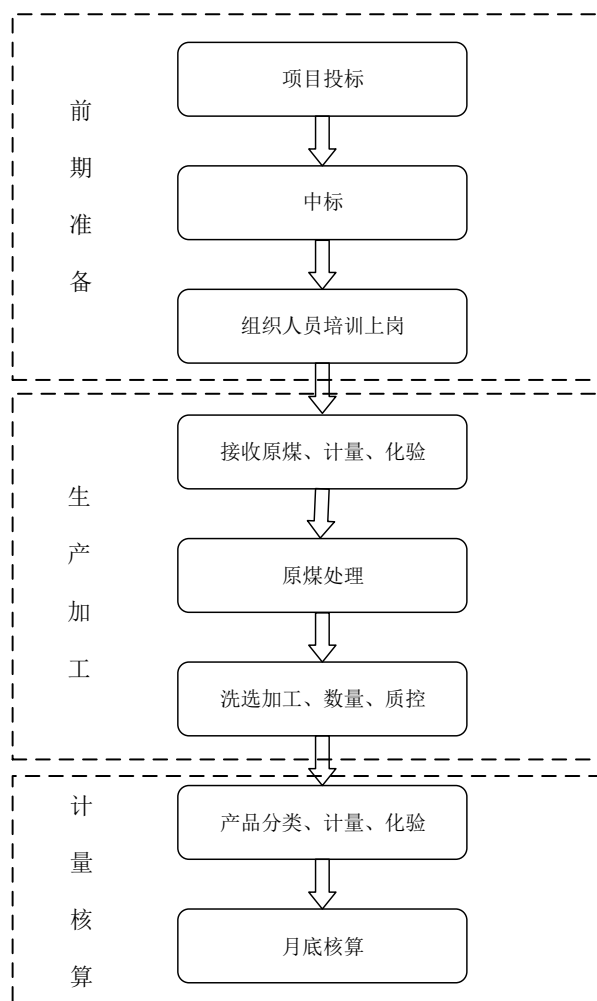 前期准备
项目投标
中标
组织人员培训上岗
生产加工
接收原煤、计量、化验
原煤处理
洗选加工、数量、质控
计量核算
产品分类、计量、化验
月底核算